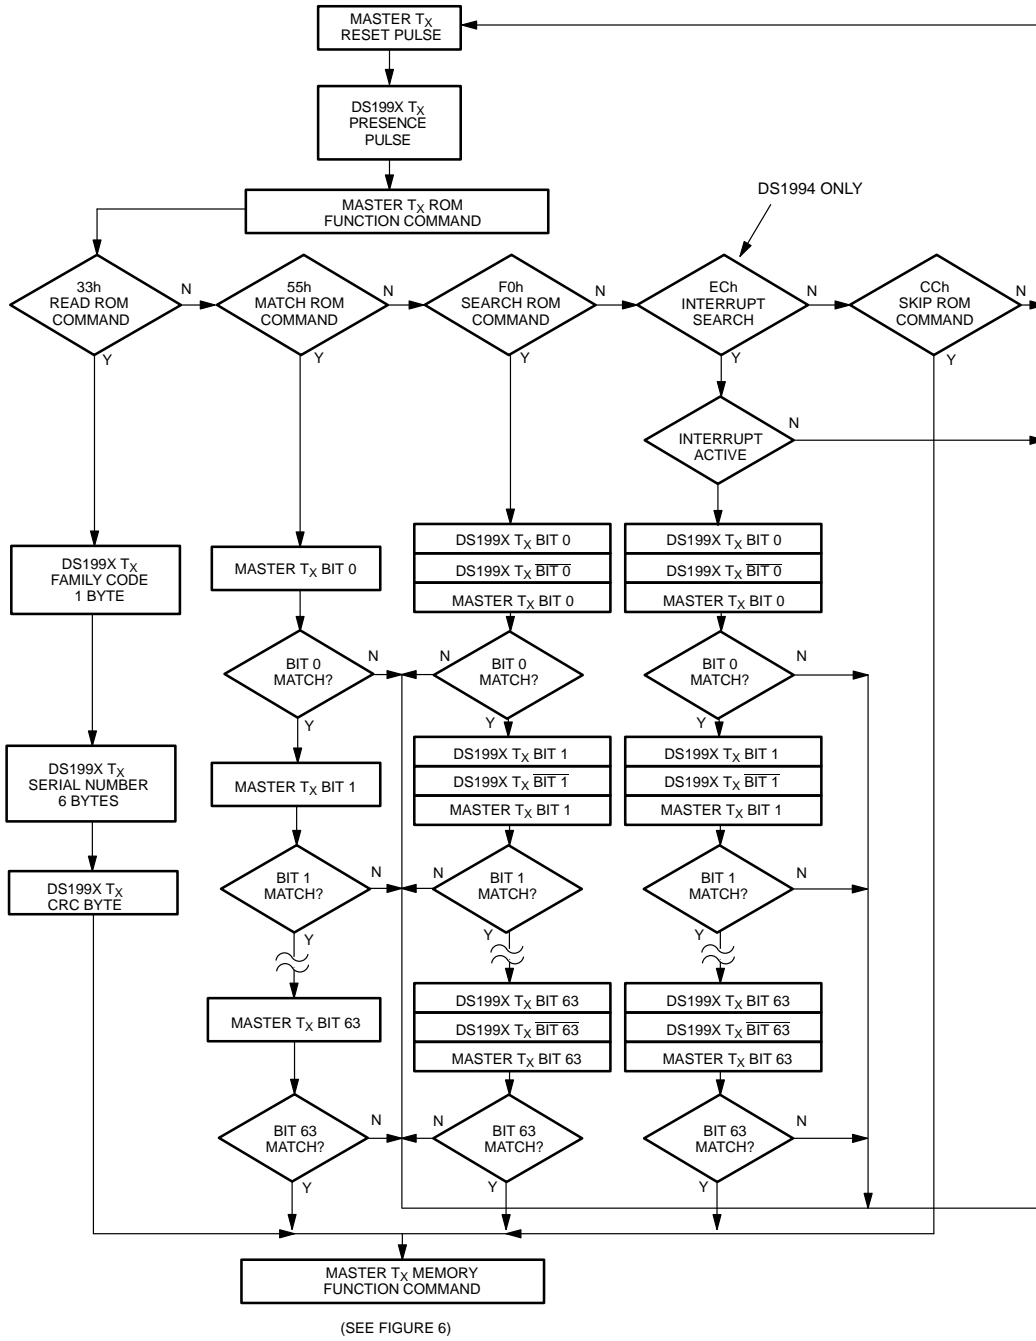 MASTER TX
RESET PULSE
DS199X TX
PRESENCE
PULSE
MASTER TX ROM
FUNCTION COMMAND
DS1994 ONLY
33h
READ ROM
COMMAND
N
Y
55h
MATCH ROM
COMMAND
N
Y
F0h
SEARCH ROM
COMMAND
N
Y
ECh
INTERRUPT
SEARCH
N
Y
CCh
SKIP ROM
COMMAND
N
Y
INTERRUPT
ACTIVE
N
Y
DS199X TX
FAMILY CODE
1 BYTE
DS199X TX
SERIAL NUMBER
6 BYTES
DS199X TX
CRC BYTE
MASTER TX BIT 0
BIT 0
MATCH?
N
Y
MASTER TX BIT 1
BIT 1
MATCH?
N
Y
MASTER TX BIT 63
BIT 63
MATCH?
N
Y
DS199X TX BIT 0
DS199X TX BIT 0
MASTER TX BIT 0
BIT 0
MATCH?
N
Y
DS199X TX BIT 1
DS199X TX BIT 1
MASTER TX BIT 1
BIT 1
MATCH?
N
Y
DS199X TX BIT 63
DS199X TX BIT 63
MASTER TX BIT 63
BIT 63
MATCH?
N
Y
DS199X TX BIT 0
DS199X TX BIT 0
MASTER TX BIT 0
BIT 0
MATCH?
N
Y
DS199X TX BIT 1
DS199X TX BIT 1
MASTER TX BIT 1
BIT 1
MATCH?
N
Y
DS199X TX BIT 63
DS199X TX BIT 63
MASTER TX BIT 63
BIT 63
MATCH?
N
Y
MASTER TX MEMORY
FUNCTION COMMAND
(SEE FIGURE 6)